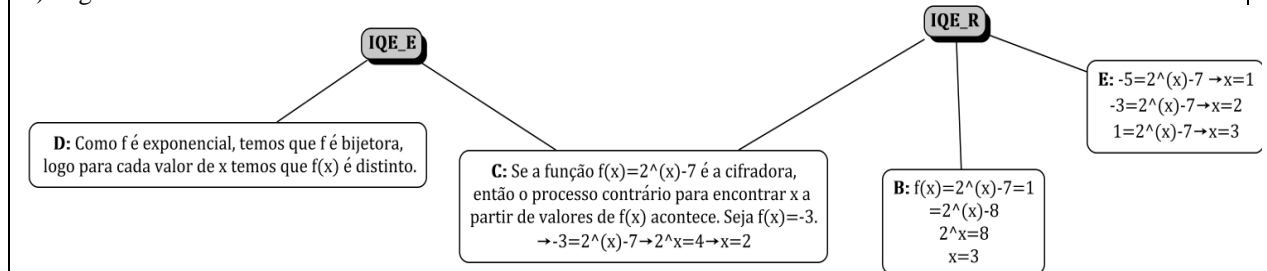 IQE_E
IQE_R
D: Como f é exponencial, temos que f é bijetora,
logo para cada valor de x temos que f(x) é distinto.
C: Se a função f(x)=2^(x)-7 é a cifradora,
então o processo contrário para encontrar x a
partir de valores de f(x) acontece. Seja f(x)=-3.
→-3=2^(x)-7→2^x=4→x=2
B: f(x)=2^(x)-7=1
=2^(x)-8
2^x=8
x=3
E: -5=2^(x)-7 →x=1
-3=2^(x)-7→x=2
1=2^(x)-7→x=3